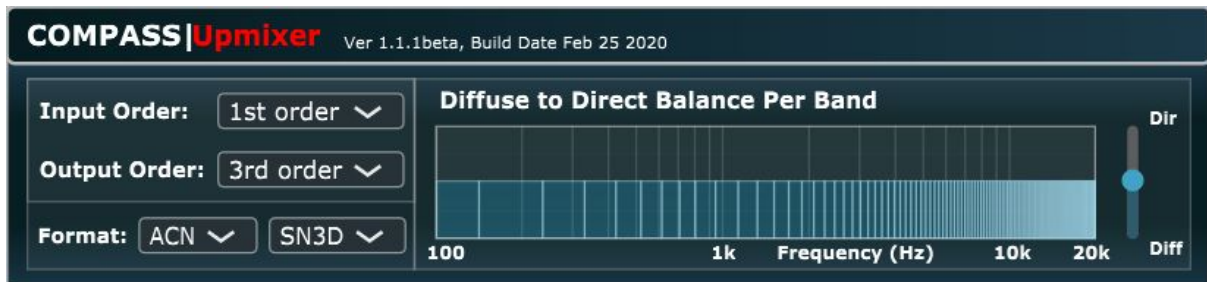 COMPASS|Upmixer Ver 1.1.1beta, Build Date Feb 25 2020
Input Order: 1st order
Output Order: 3rd order
Format: ACN SN3D
Diffuse to Direct Balance Per Band
Dir
100 1k Frequency (Hz) 10k 20k Diff